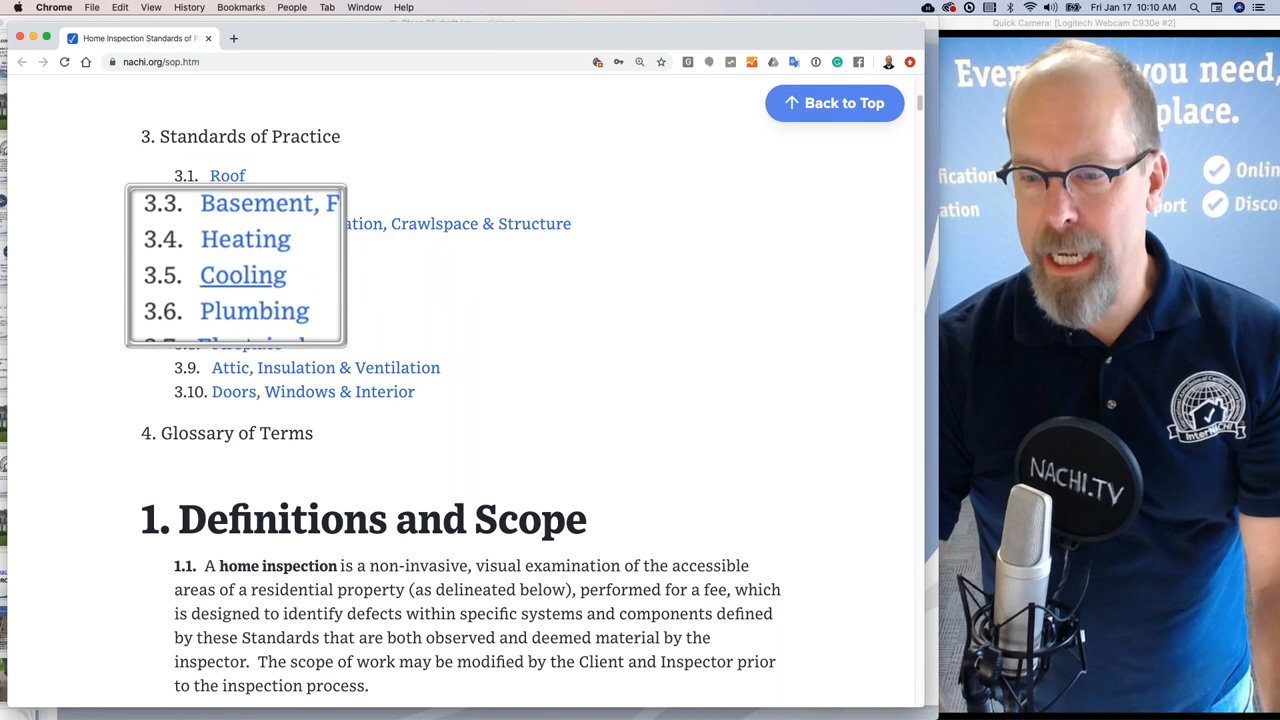 Chrome File Edit View History Bookmarks People Tab Window Help
Fri Jan 17 10:10 AM
Quick Camera: [Logitech Webcam C930e #2]
Home Inspection Standards of P
nachi.org/sop.htm
Back to Top
3. Standards of Practice
3.1. Roof
3.3. Basement, F
ation, Crawlspace & Structure
3.4. Heating
3.5. Cooling
3.6. Plumbing
3.9. Attic, Insulation & Ventilation
3.10. Doors, Windows & Interior
4. Glossary of Terms
1. Definitions and Scope
1.1. A home inspection is a non-invasive, visual examination of the accessible
areas of a residential property (as delineated below), performed for a fee, which
is designed to identify defects within specific systems and components defined
by these Standards that are both observed and deemed material by the
inspector. The scope of work may be modified by the Client and Inspector prior
to the inspection process.
you need,
place.
Onlin
Disco
NACHI.TV
InterNACHI